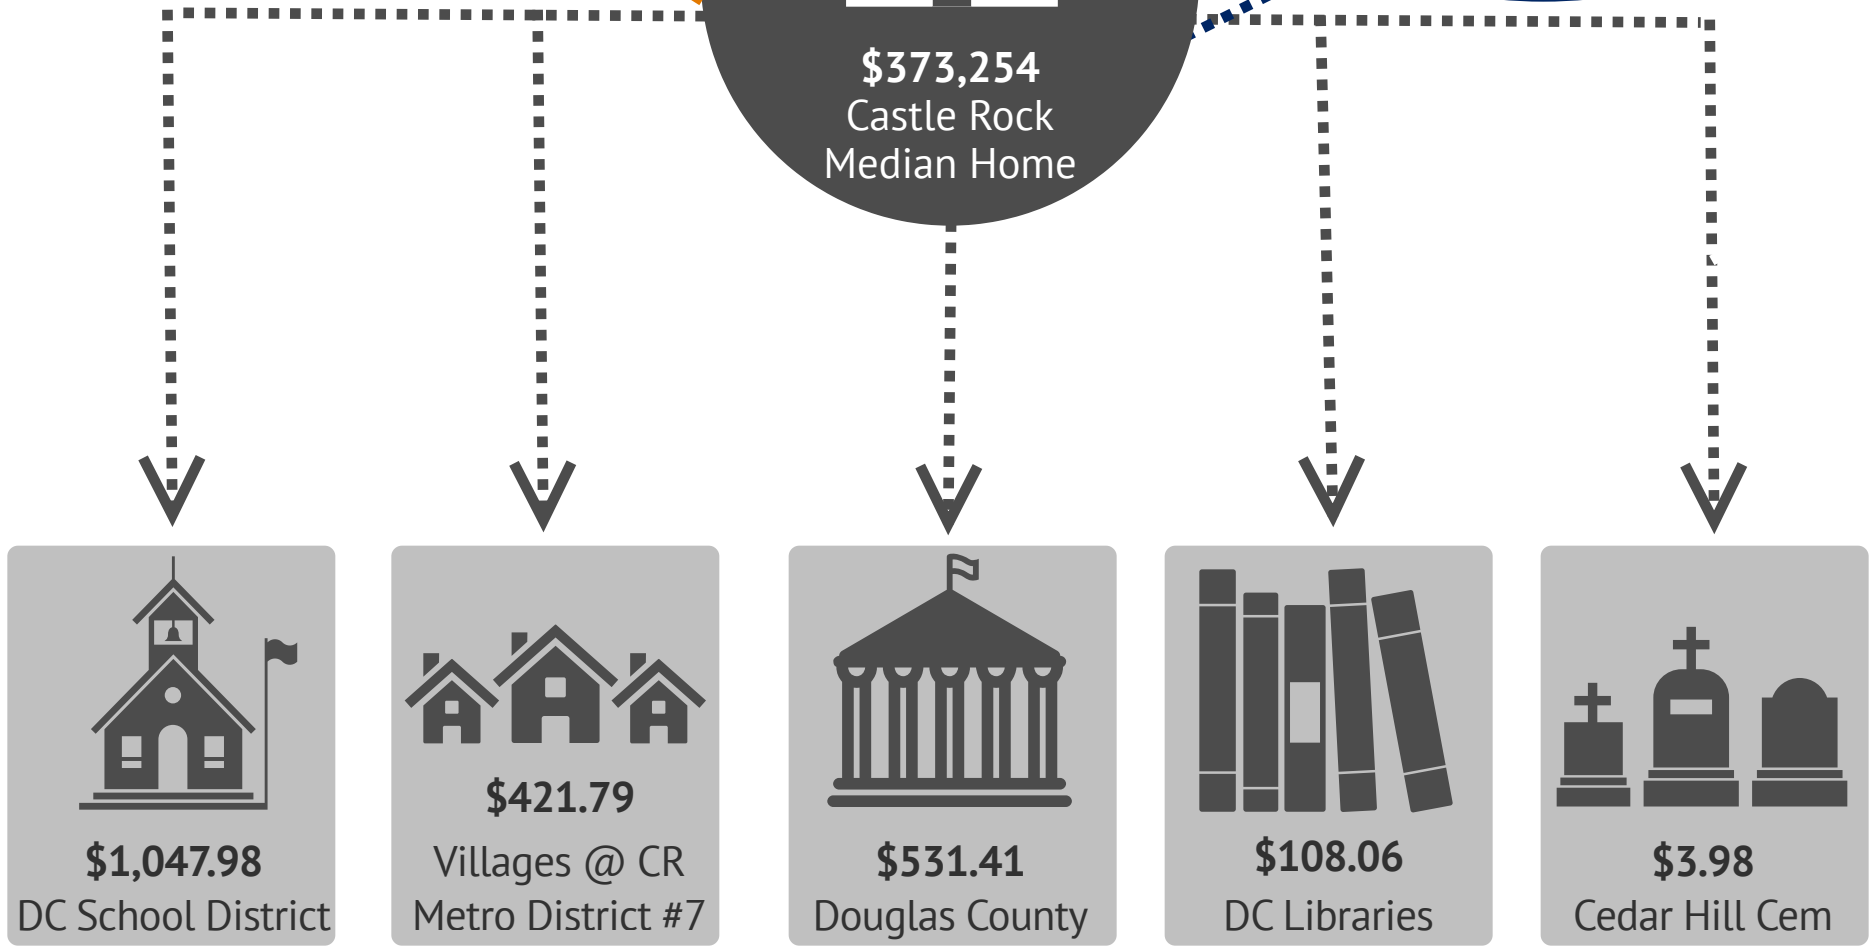 $373,254
Castle Rock
Median Home
$1,047.98
DC School District
$421.79
Villages @ CR
Metro District #7
$531.41
Douglas County
$108.06
DC Libraries
$3.98
Cedar Hill Cem